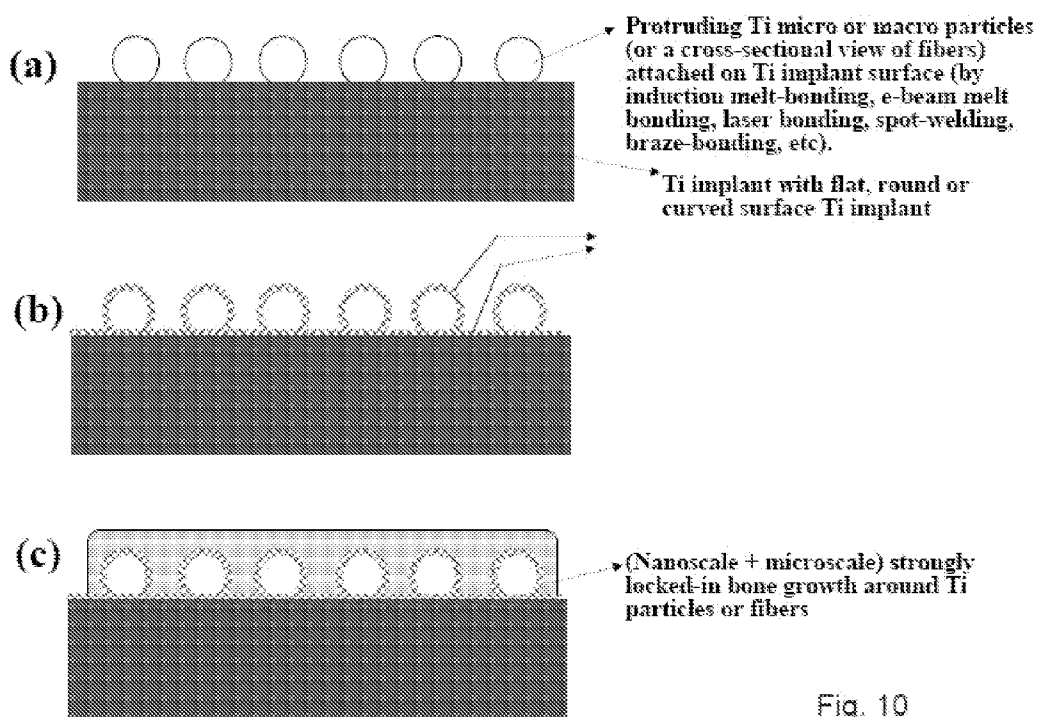 (a)
Protruding Ti micro or macro particles
(or a cross-sectional view of fibers)
attached on Ti implant surface (by
induction melt-bonding, e-beam melt
bonding, laser bonding, spot-welding,
braze-bonding, etc).
Ti implant with flat, round or
curved surface Ti implant
(b)
(c)
(Nanoscale + microscale) strongly
locked-in bone growth around Ti
particles or fibers
Fig. 10